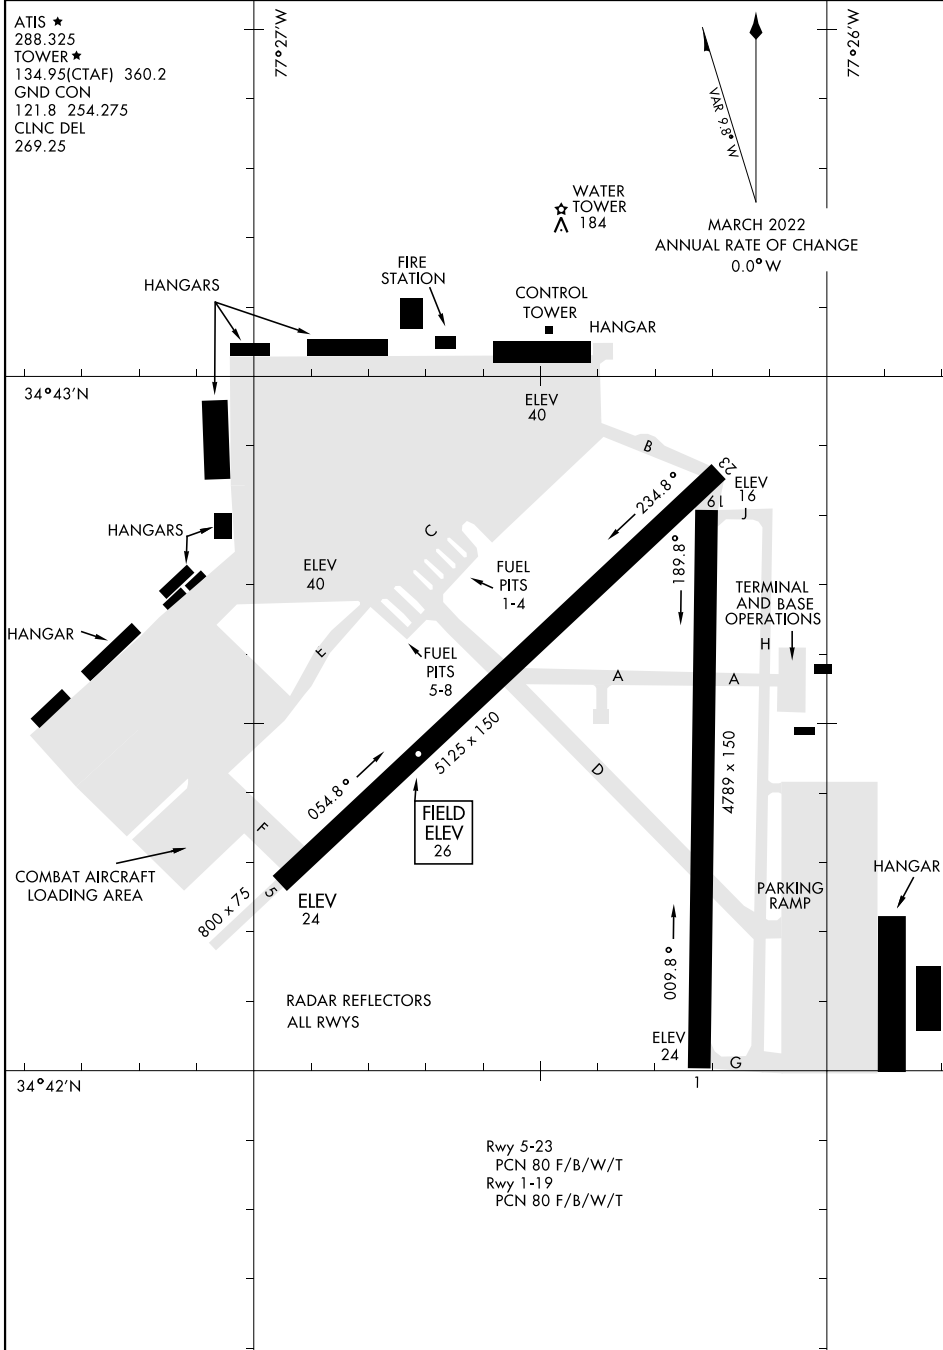 ATIS ★
288.325
TOWER ★
134.95(CTAF) 360.2
GND CON
121.8 254.275
CLNC DEL
269.25
77°27'W
77°26'W
VAR 9.8° W
MARCH 2022
ANNUAL RATE OF CHANGE
0.0° W
WATER
TOWER
184
HANGARS
FIRE
STATION
CONTROL
TOWER
HANGAR
34°43'N
ELEV
40
B
23
ELEV
16
19
J
234.8°
189.8°
C
HANGARS
ELEV
40
FUEL
PITS
1-4
TERMINAL
AND BASE
OPERATIONS
HANGAR
E
FUEL
PITS
5-8
H
A
A
5125 x 150
4789 x 150
D
054.8°
FIELD
ELEV
26
F
COMBAT AIRCRAFT
LOADING AREA
800 x 75
5
ELEV
24
PARKING
RAMP
HANGAR
009.8°
RADAR REFLECTORS
ALL RWYS
ELEV
24
G
1
34°42'N
Rwy 5-23
PCN 80 F/B/W/T
Rwy 1-19
PCN 80 F/B/W/T